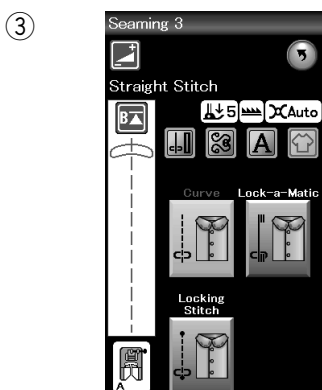 ③
Seaming 3
Straight Stitch
B
5
Auto
A
Curve Lock-a-Matic
Locking
Stitch
A